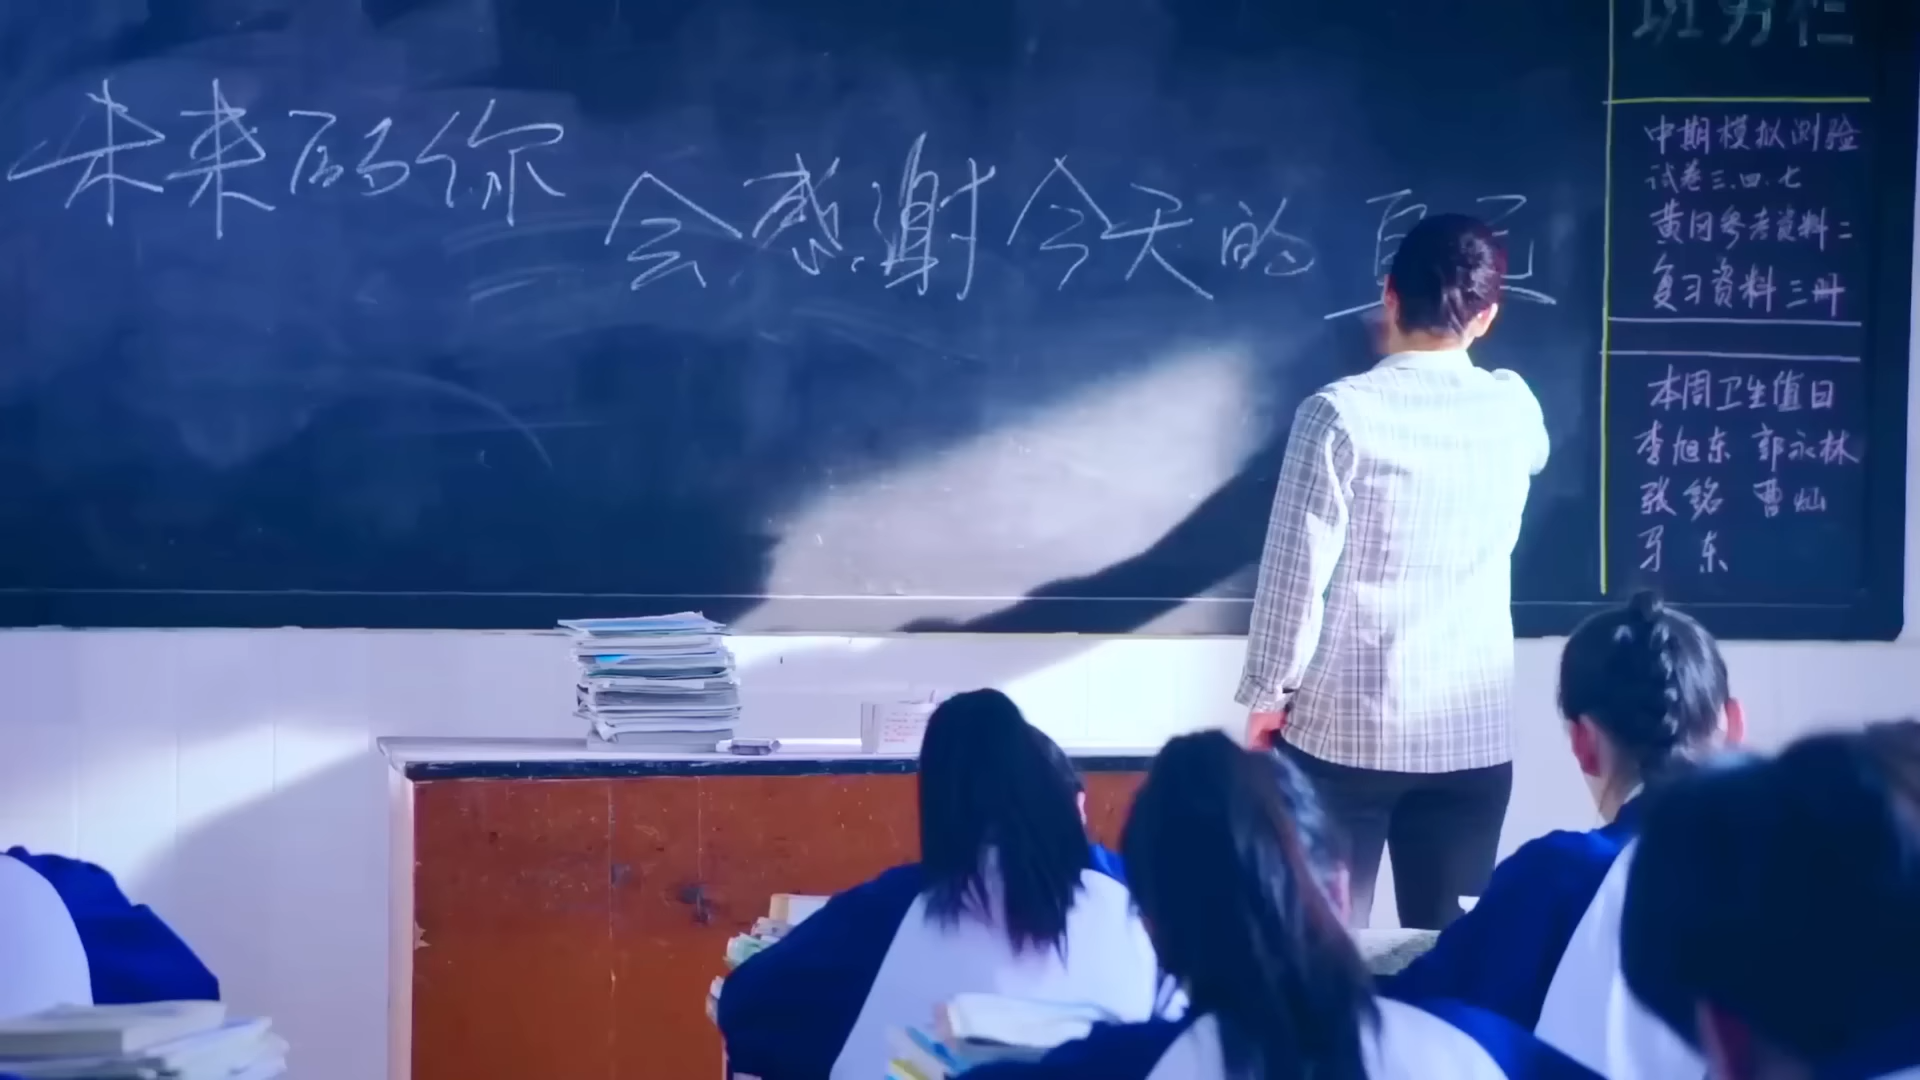 未来的你会感谢今天的自己
班务栏
中期模拟测验
试卷三.四.七
黄冈参考资料二
复习资料三册
本周卫生值日
李旭东 郭永林
张铭 曹灿
马东